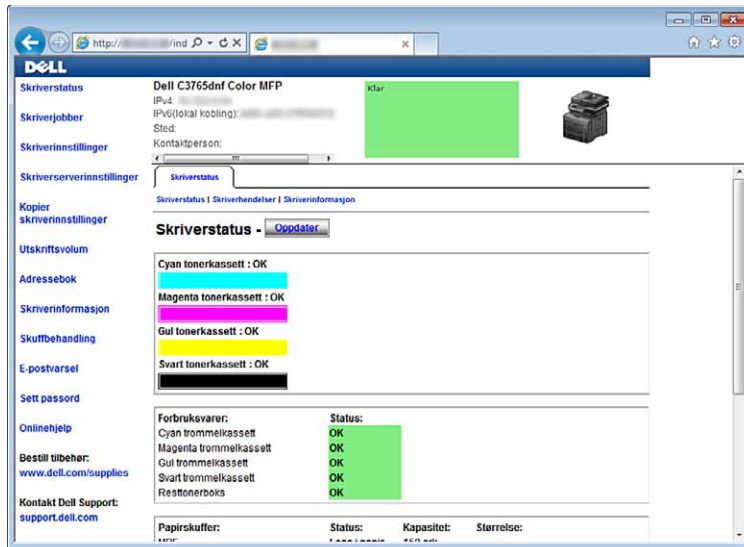 http:// /ind
DELL
Skriverstatus
Skriverjobber
Skriverinnstillinger
Skriverserverinnstillinger
Kopier
skriverinnstillinger
Utskriftsvolum
Adressebok
Skriverinformasjon
Skuffbehandling
E-postvarsel
Sett passord
Onlinehjelp
Bestill tilbehør:
www.dell.com/supplies
Kontakt Dell Support:
support.dell.com
Dell C3765dnf Color MFP
IPv4:
IPv6(lokal kobling):
Sted:
Kontaktperson:
Klar
Skriverstatus
Skriverstatus | Skriverhendelser | Skriverinformasjon
Skriverstatus - Oppdater
Cyan tonerkassett : OK
Magenta tonerkassett : OK
Gul tonerkassett : OK
Svart tonerkassett : OK
Forbruksvarer: Status:
Cyan trommelkassett OK
Magenta trommelkassett OK
Gul trommelkassett OK
Svart trommelkassett OK
Resttonerboks OK
Papirskuffer: Status: Kapasitet: Størrelse: